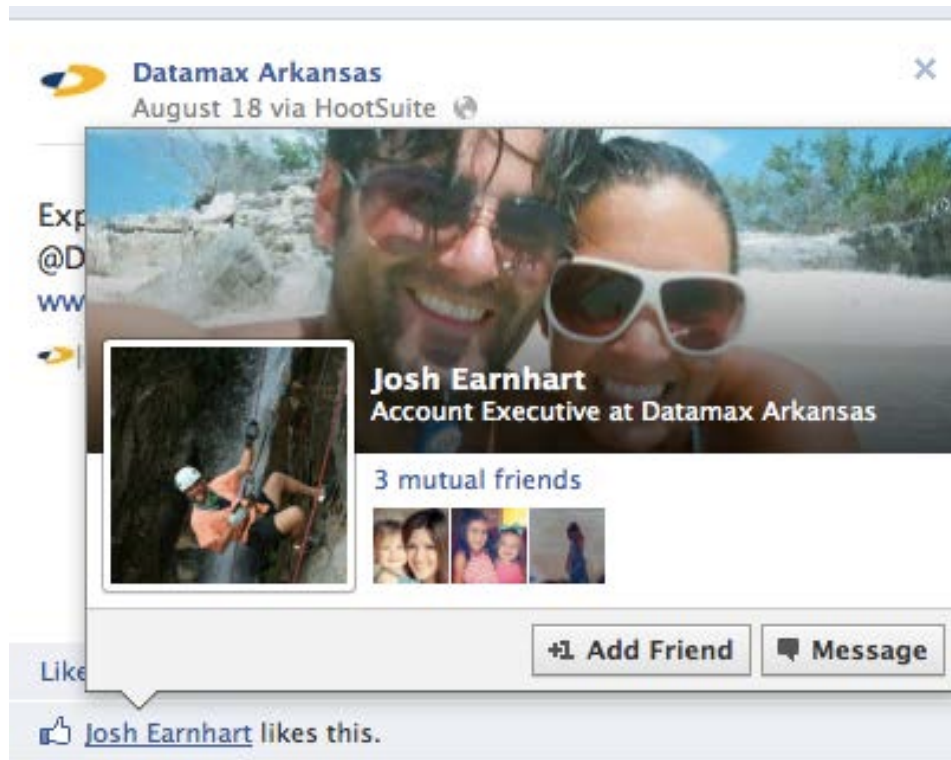 Datamax Arkansas
August 18 via HootSuite
Exp
@D
ww
Josh Earnhart
Account Executive at Datamax Arkansas
3 mutual friends
+1 Add Friend
Message
Like
Josh Earnhart likes this.